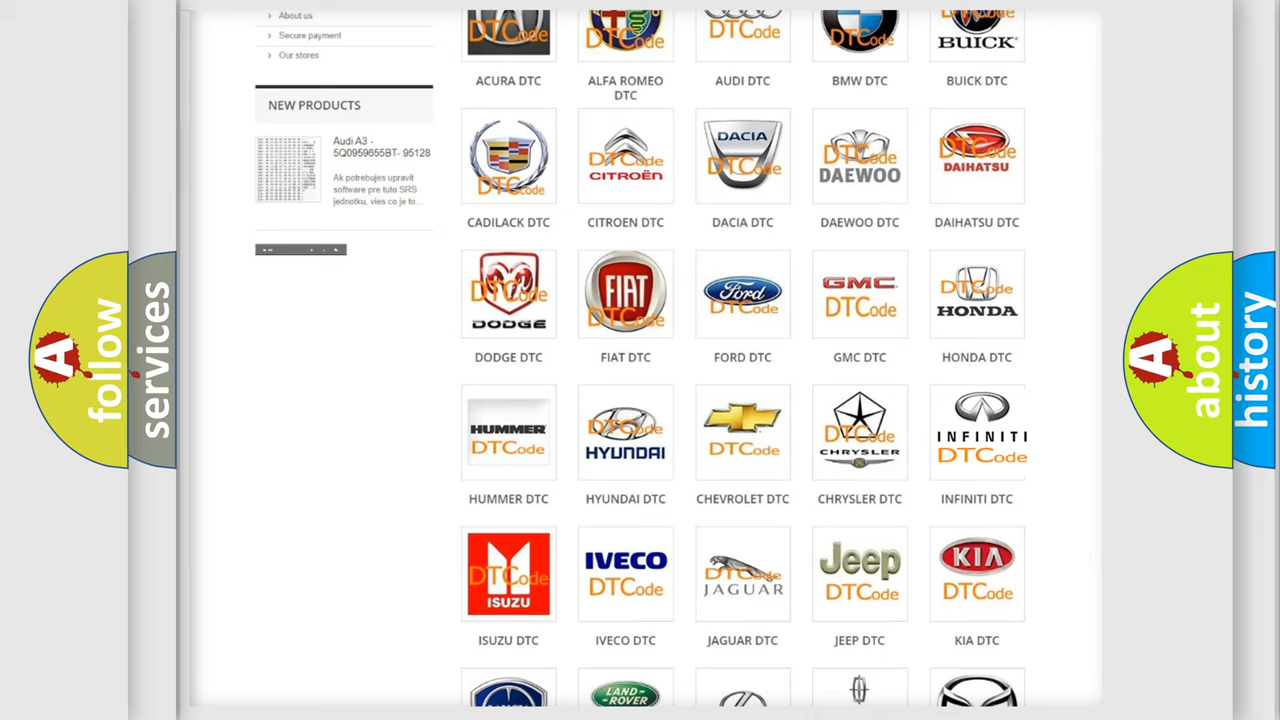 About us
Secure payment
Our stores
NEW PRODUCTS
Audi A3 -
5Q0959655BT- 95128
Ak potrebujes upravit
software pre tuto SRS
jednotku, vies co je to...
DTCode
DTCode
DTCode
DTCode
BUICK
ACURA DTC
ALFA ROMEO
DTC
AUDI DTC
BMW DTC
BUICK DTC
DTCode
DTCode
CITROËN
DACIA
DTCode
DTCode
DAEWOO
DTCode
DAIHATSU
CADILACK DTC
CITROEN DTC
DACIA DTC
DAEWOO DTC
DAIHATSU DTC
DTCode
DODGE
FIAT
DTCode
Ford
DTCode
GMC
DTCode
DTCode
HONDA
DODGE DTC
FIAT DTC
FORD DTC
GMC DTC
HONDA DTC
HUMMER
DTCode
DTCode
HYUNDAI
DTCode
DTCode
CHRYSLER
INFINITI
DTCode
HUMMER DTC
HYUNDAI DTC
CHEVROLET DTC
CHRYSLER DTC
INFINITI DTC
DTCode
ISUZU
IVECO
DTCode
DTCode
JAGUAR
Jeep
DTCode
KIA
DTCode
ISUZU DTC
IVECO DTC
JAGUAR DTC
JEEP DTC
KIA DTC
LAND-
ROVER
A
follow
services
A
about
history